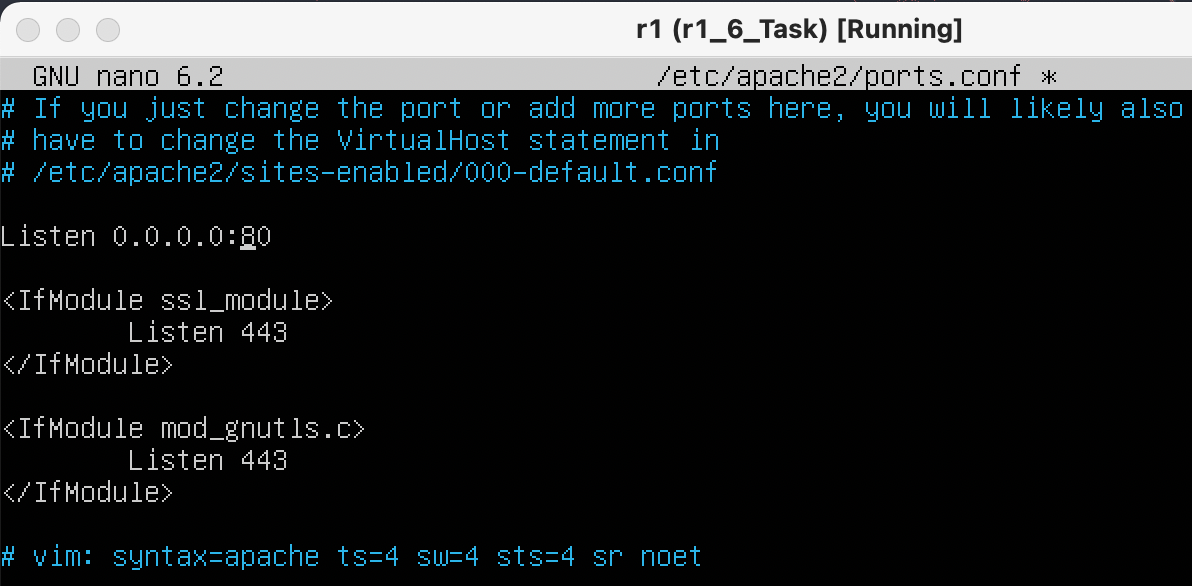 r1 (r1_6_Task) [Running]
GNU nano 6.2 /etc/apache2/ports.conf *
# If you just change the port or add more ports here, you will likely also
# have to change the VirtualHost statement in
# /etc/apache2/sites-enabled/000-default.conf
Listen 0.0.0.0:80
<IfModule ssl_module>
Listen 443
</IfModule>
<IfModule mod_gnutls.c>
Listen 443
</IfModule>
# vim: syntax=apache ts=4 sw=4 sts=4 sr noet